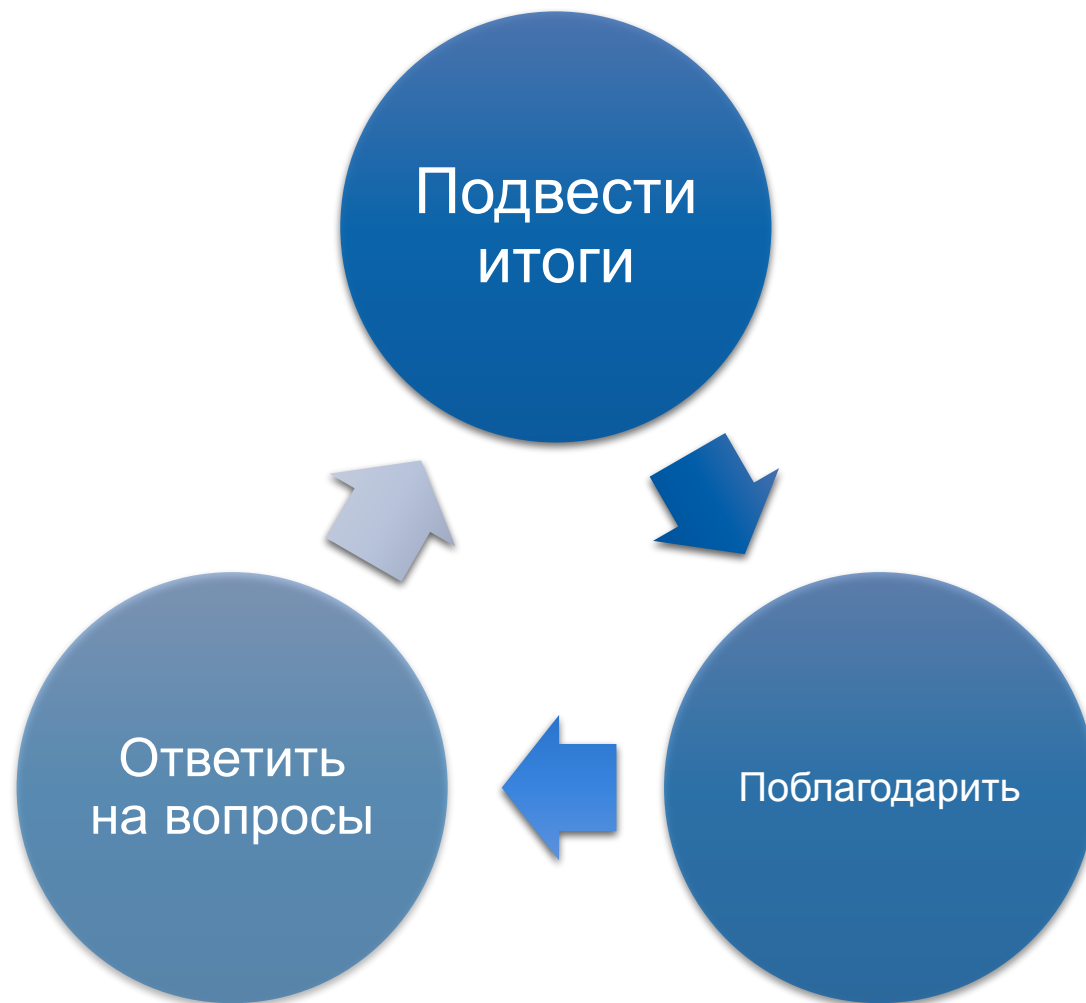 Подвести
итоги
Поблагодарить
Ответить
на вопросы